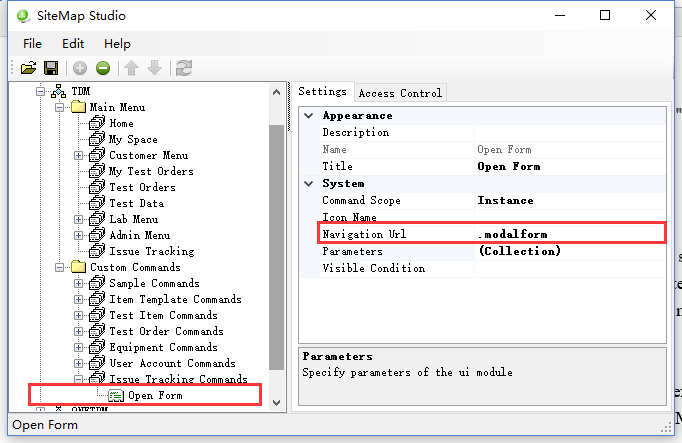 SiteMap Studio
File Edit Help
TDM
Main Menu
Home
My Space
Customer Menu
My Test Orders
Test Orders
Test Data
Lab Menu
Admin Menu
Issue Tracking
Custom Commands
Sample Commands
Item Template Commands
Test Item Commands
Test Order Commands
Equipment Commands
User Account Commands
Issue Tracking Commands
Open Form
Settings Access Control
Appearance
Description
Name Open Form
Title Open Form
System
Command Scope Instance
Icon Name
Navigation Url .modalform
Parameters (Collection)
Visible Condition
Parameters
Specify parameters of the ui module
Open Form